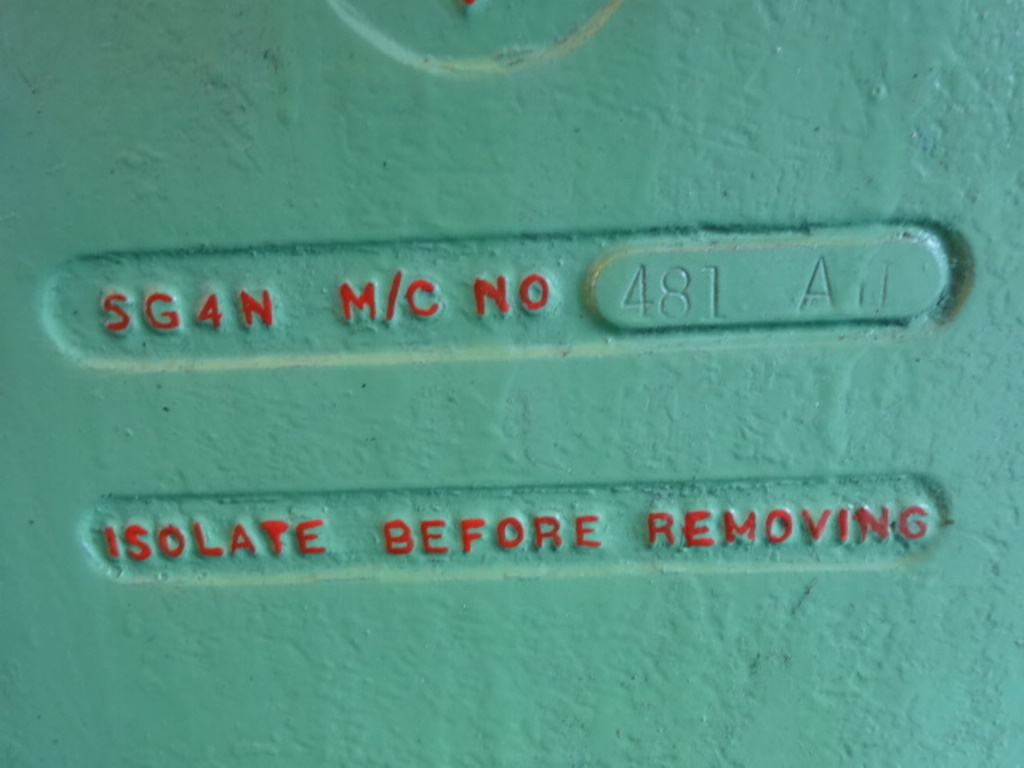 SG4N M/C NO 481
ISOLATE BEFORE REMOVING